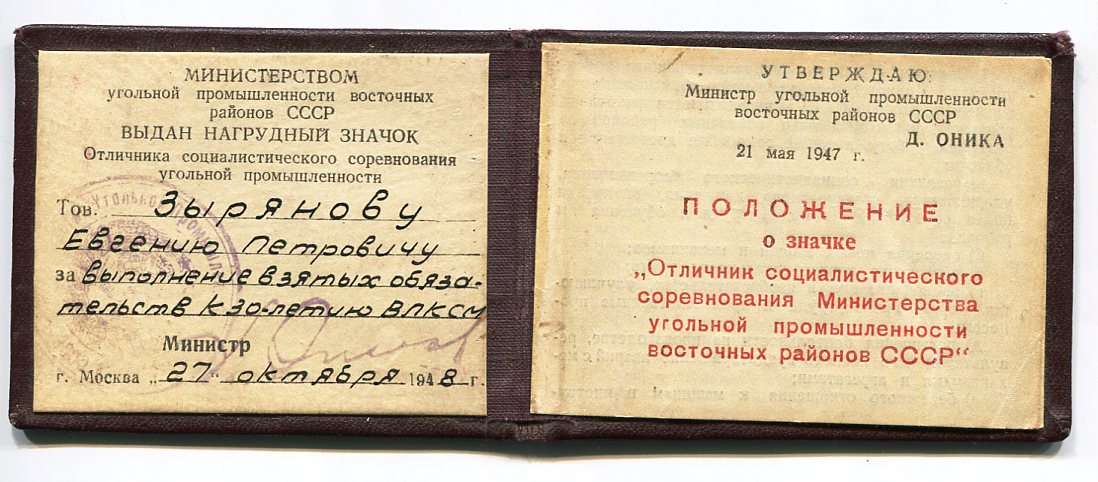 МИНИСТЕРСТВОМ
угольной промышленности восточных
районов СССР
ВЫДАН НАГРУДНЫЙ ЗНАЧОК
Отличника социалистического соревнования
угольной промышленности
Тов. Зырянову
Евгению Петровичу
за выполнение взятых обяза-
тельств к 30-летию ВЛКСМ
Министр
г. Москва „27" октября 1948 г.
УТВЕРЖДАЮ:
Министр угольной промышленности
восточных районов СССР
Д. ОНИКА
21 мая 1947 г.
ПОЛОЖЕНИЕ
о значке
„Отличник социалистического
соревнования Министерства
угольной промышленности
восточных районов СССР"